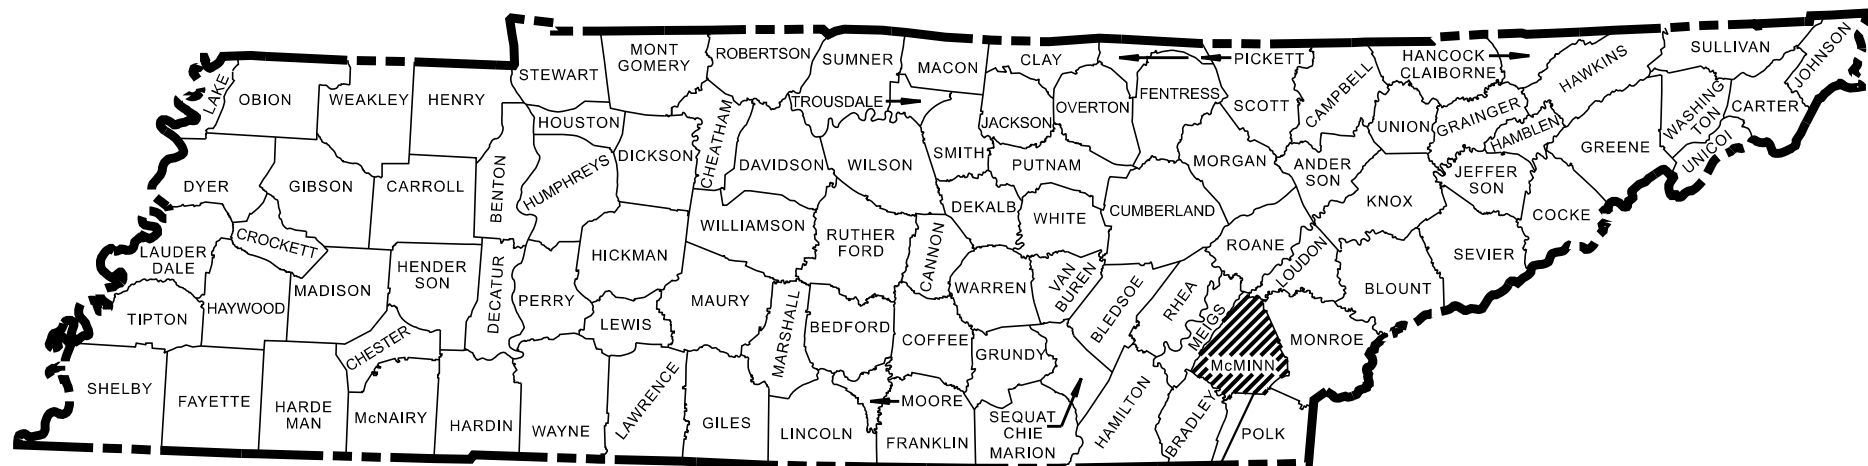 LAKE
OBION
WEAKLEY
HENRY
STEWART
MONT
GOMERY
ROBERTSON
SUMNER
MACON
CLAY
PICKETT
HANCOCK
CLAIBORNE
HAWKINS
SULLIVAN
JOHNSON
TROUSDALE
JACKSON
OVERTON
FENTRESS
SCOTT
CAMPBELL
UNION
GRAINGER
HAMBLEN
GREENE
WASHING
TON
UNICOI
CARTER
HOUSTON
DICKSON
CHEATHAM
DAVIDSON
WILSON
SMITH
PUTNAM
MORGAN
ANDER
SON
KNOX
JEFFER
SON
COCKE
DYER
GIBSON
CARROLL
BENTON
HUMPHREYS
WILLIAMSON
RUTHER
FORD
CANNON
DEKALB
WHITE
CUMBERLAND
ROANE
LOUDON
BLOUNT
SEVIER
LAUDER
DALE
CROCKETT
HAYWOOD
MADISON
HENDER
SON
DECATUR
PERRY
HICKMAN
LEWIS
MAURY
MARSHALL
BEDFORD
COFFEE
WARREN
VAN
BUREN
BLEDSOE
RHEA
MEIGS
McMINN
MONROE
TIPTON
SHELBY
FAYETTE
HARDE
MAN
CHESTER
McNAIRY
HARDIN
WAYNE
LAWRENCE
GILES
LINCOLN
MOORE
FRANKLIN
GRUNDY
SEQUAT
CHIE
MARION
HAMILTON
BRADLEY
POLK